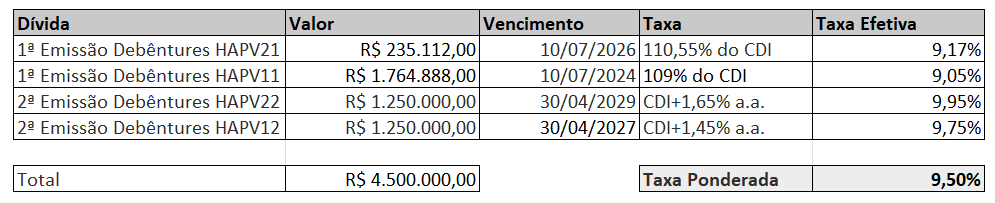 Dívida Valor Vencimento Taxa Taxa Efetiva
1ª Emissão Debêntures HAPV21 R$ 235.112,00 10/07/2026 110,55% do CDI 9,17%
1ª Emissão Debêntures HAPV11 R$ 1.764.888,00 10/07/2024 109% do CDI 9,05%
2ª Emissão Debêntures HAPV22 R$ 1.250.000,00 30/04/2029 CDI+1,65% a.a. 9,95%
2ª Emissão Debêntures HAPV12 R$ 1.250.000,00 30/04/2027 CDI+1,45% a.a. 9,75%
Total R$ 4.500.000,00 Taxa Ponderada 9,50%